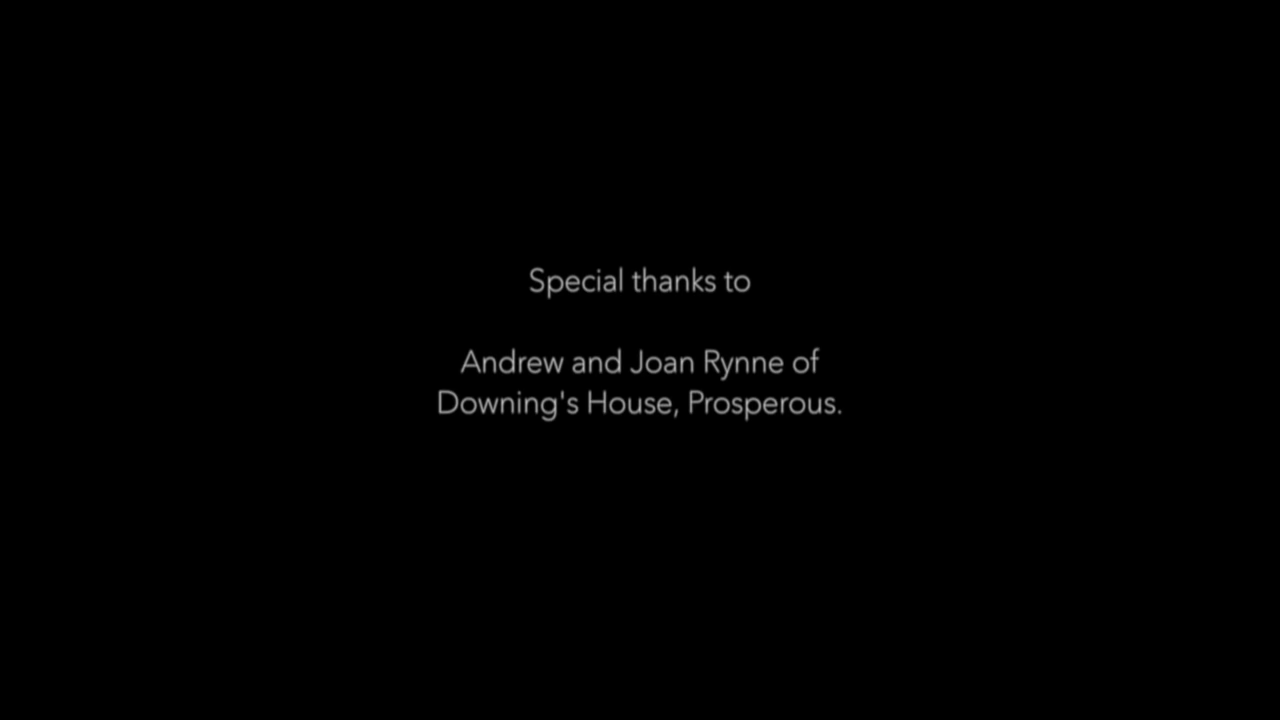 Special thanks to
Andrew and Joan Rynne of
Downing's House, Prosperous.